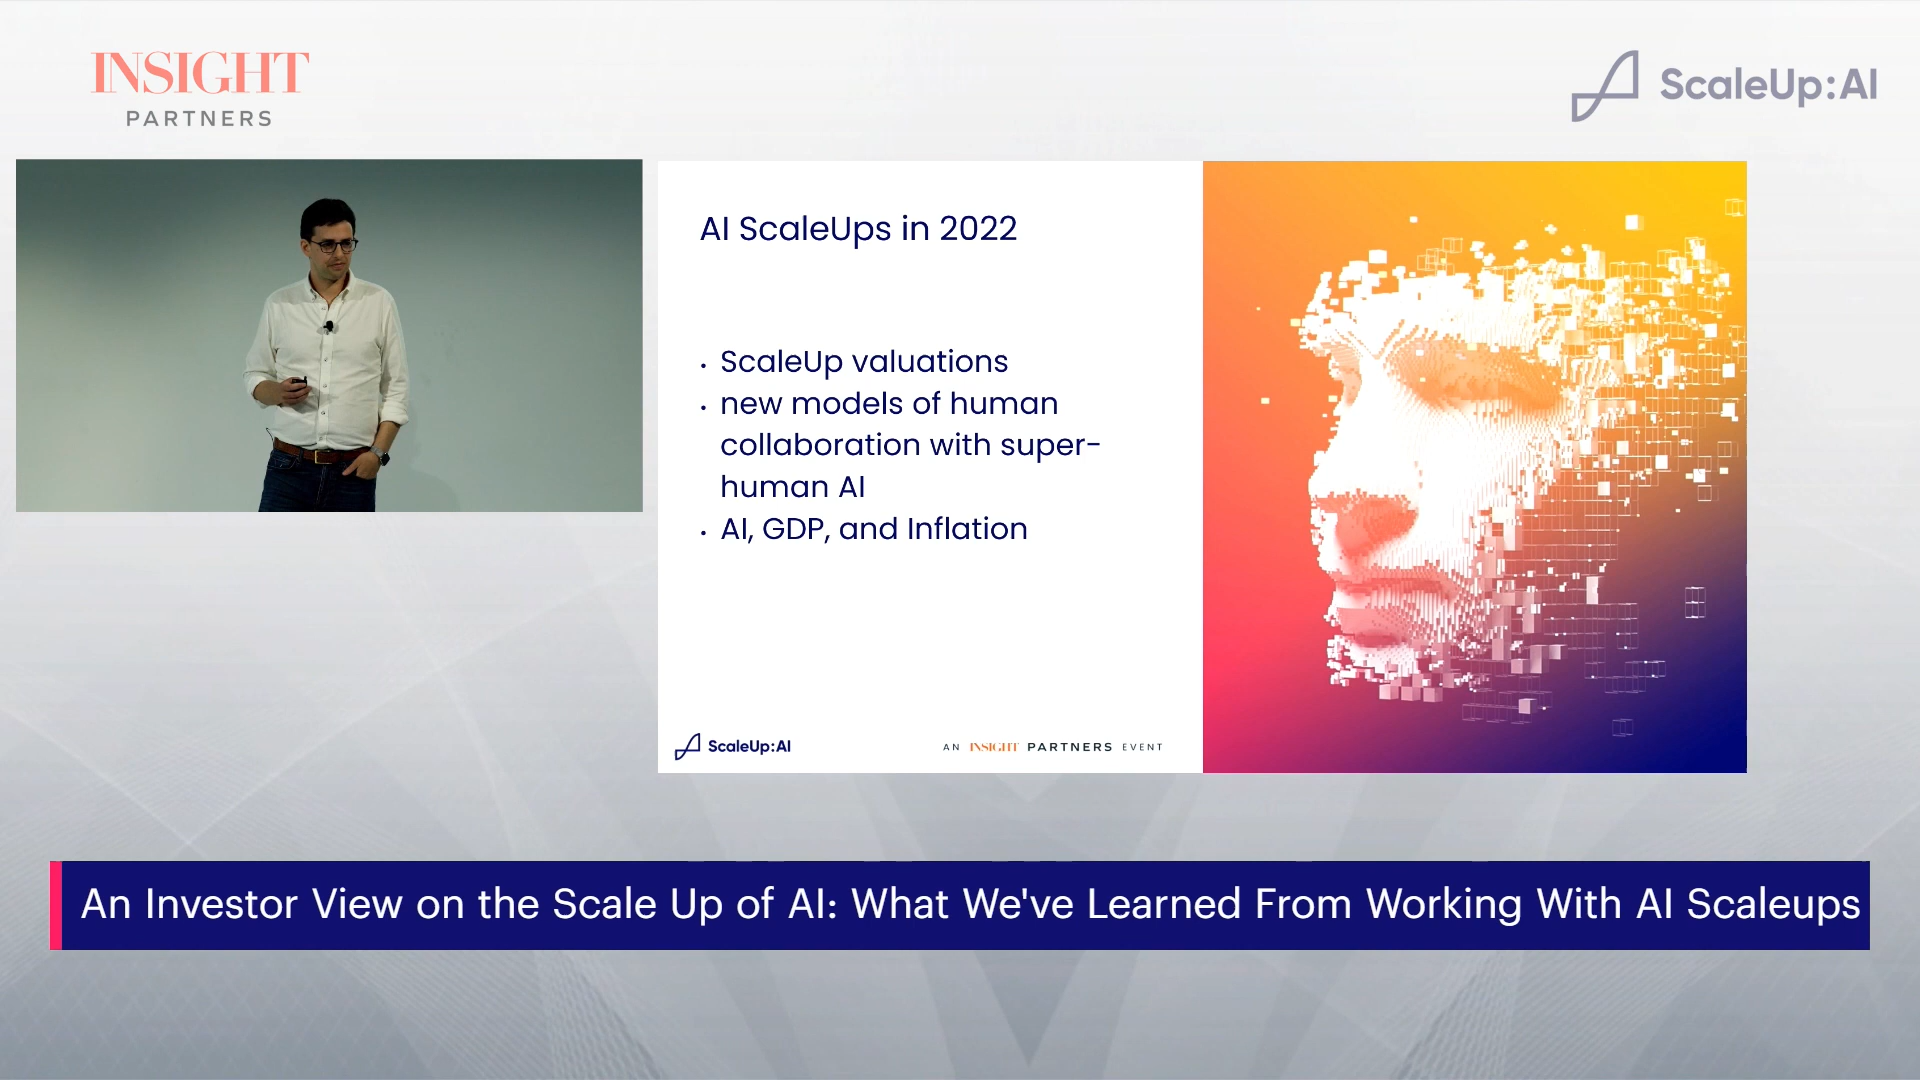 INSIGHT
PARTNERS
ScaleUp:AI
AI ScaleUps in 2022
• ScaleUp valuations
• new models of human
collaboration with super-
human AI
• AI, GDP, and Inflation
ScaleUp:AI
AN INSIGHT PARTNERS EVENT
An Investor View on the Scale Up of AI: What We've Learned From Working With AI Scaleups